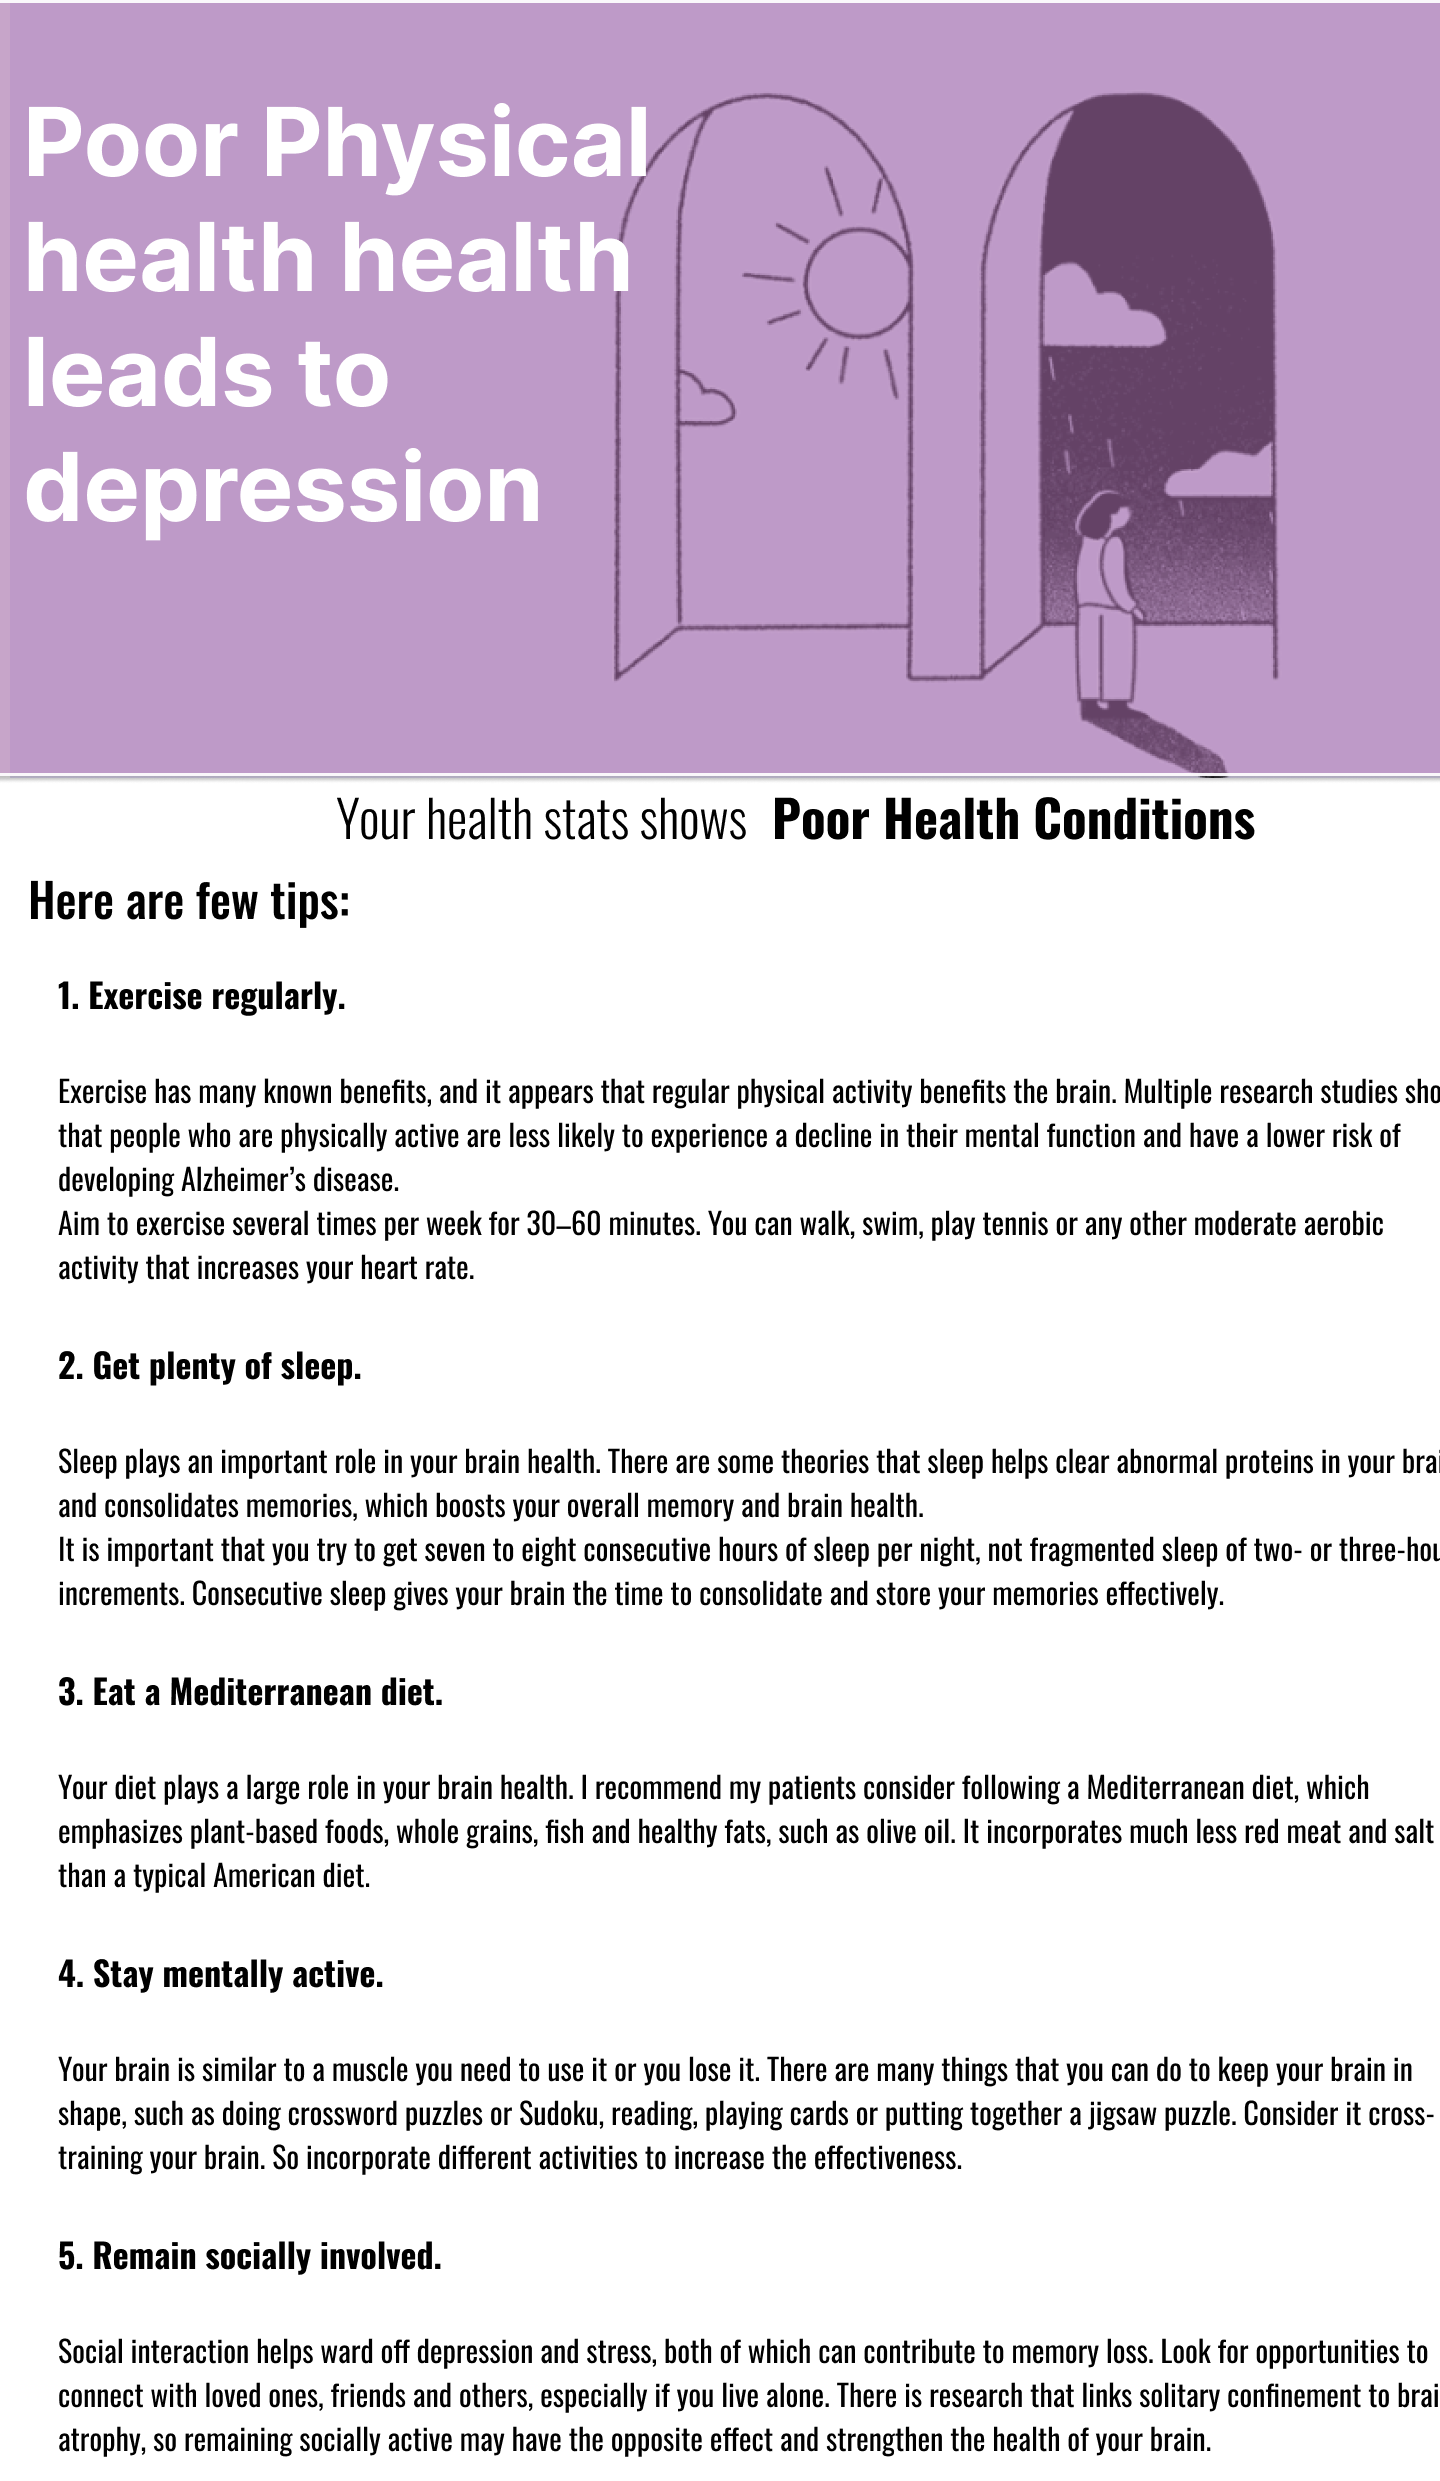 Poor Physical
health health
leads to
depression
Your health stats shows Poor Health Conditions
Here are few tips:
1. Exercise regularly.
Exercise has many known benefits, and it appears that regular physical activity benefits the brain. Multiple research studies sho
that people who are physically active are less likely to experience a decline in their mental function and have a lower risk of
developing Alzheimer’s disease.
Aim to exercise several times per week for 30–60 minutes. You can walk, swim, play tennis or any other moderate aerobic
activity that increases your heart rate.
2. Get plenty of sleep.
Sleep plays an important role in your brain health. There are some theories that sleep helps clear abnormal proteins in your brai
and consolidates memories, which boosts your overall memory and brain health.
It is important that you try to get seven to eight consecutive hours of sleep per night, not fragmented sleep of two- or three-hou
increments. Consecutive sleep gives your brain the time to consolidate and store your memories effectively.
3. Eat a Mediterranean diet.
Your diet plays a large role in your brain health. I recommend my patients consider following a Mediterranean diet, which
emphasizes plant-based foods, whole grains, fish and healthy fats, such as olive oil. It incorporates much less red meat and salt
than a typical American diet.
4. Stay mentally active.
Your brain is similar to a muscle you need to use it or you lose it. There are many things that you can do to keep your brain in
shape, such as doing crossword puzzles or Sudoku, reading, playing cards or putting together a jigsaw puzzle. Consider it cross-
training your brain. So incorporate different activities to increase the effectiveness.
5. Remain socially involved.
Social interaction helps ward off depression and stress, both of which can contribute to memory loss. Look for opportunities to
connect with loved ones, friends and others, especially if you live alone. There is research that links solitary confinement to brai
atrophy, so remaining socially active may have the opposite effect and strengthen the health of your brain.